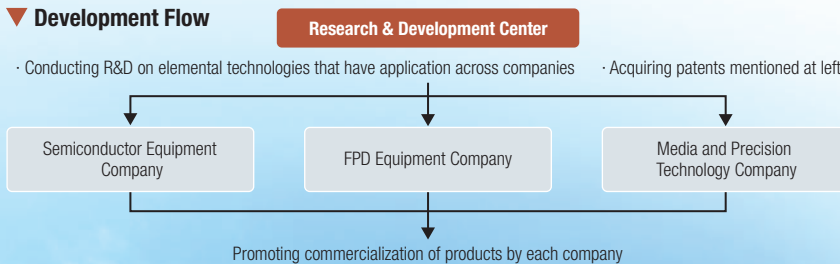 ▼ Development Flow
Research & Development Center
· Conducting R&D on elemental technologies that have application across companies · Acquiring patents mentioned at left
Semiconductor Equipment
Company
FPD Equipment Company
Media and Precision
Technology Company
Promoting commercialization of products by each company